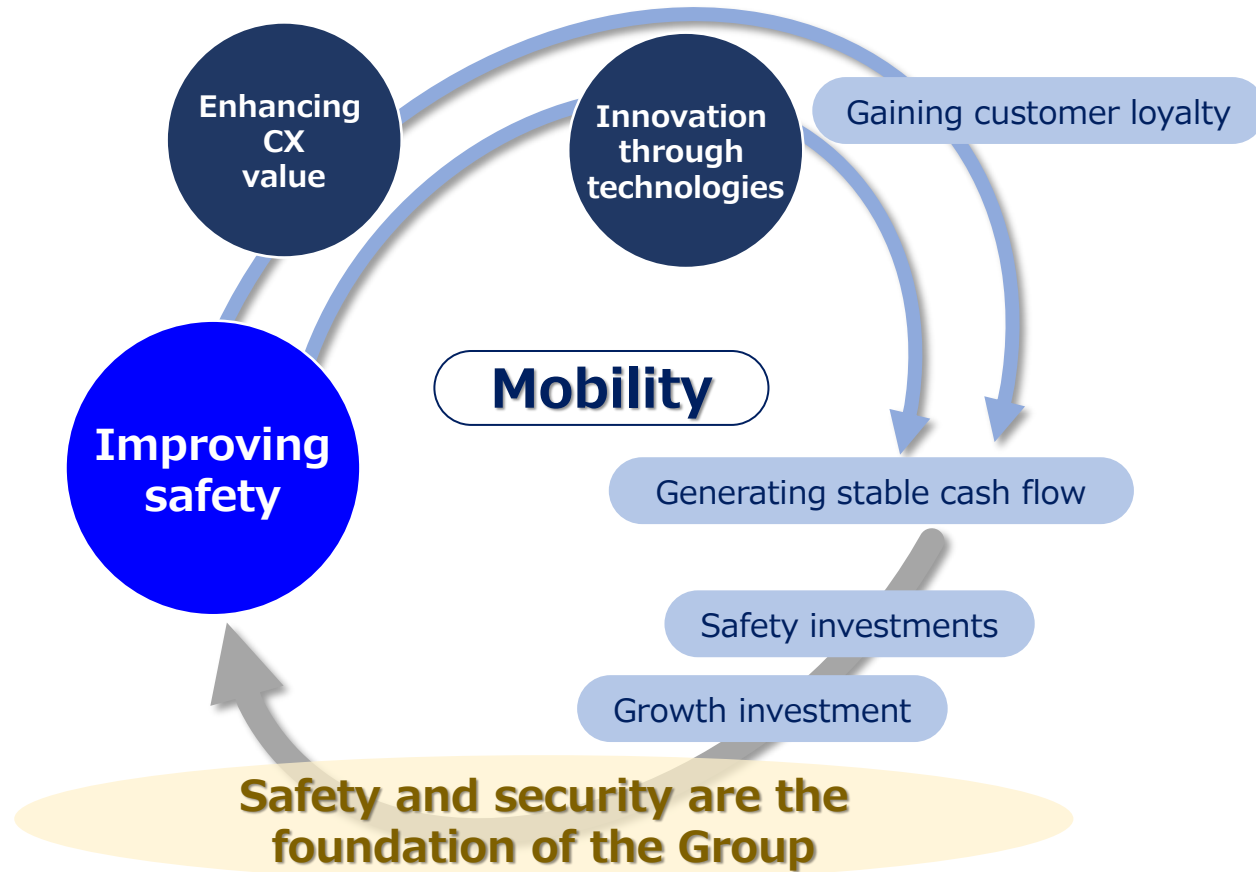 Enhancing
CX
value
Innovation
through
technologies
Gaining customer loyalty
Mobility
Improving
safety
Generating stable cash flow
Safety investments
Growth investment
Safety and security are the
foundation of the Group